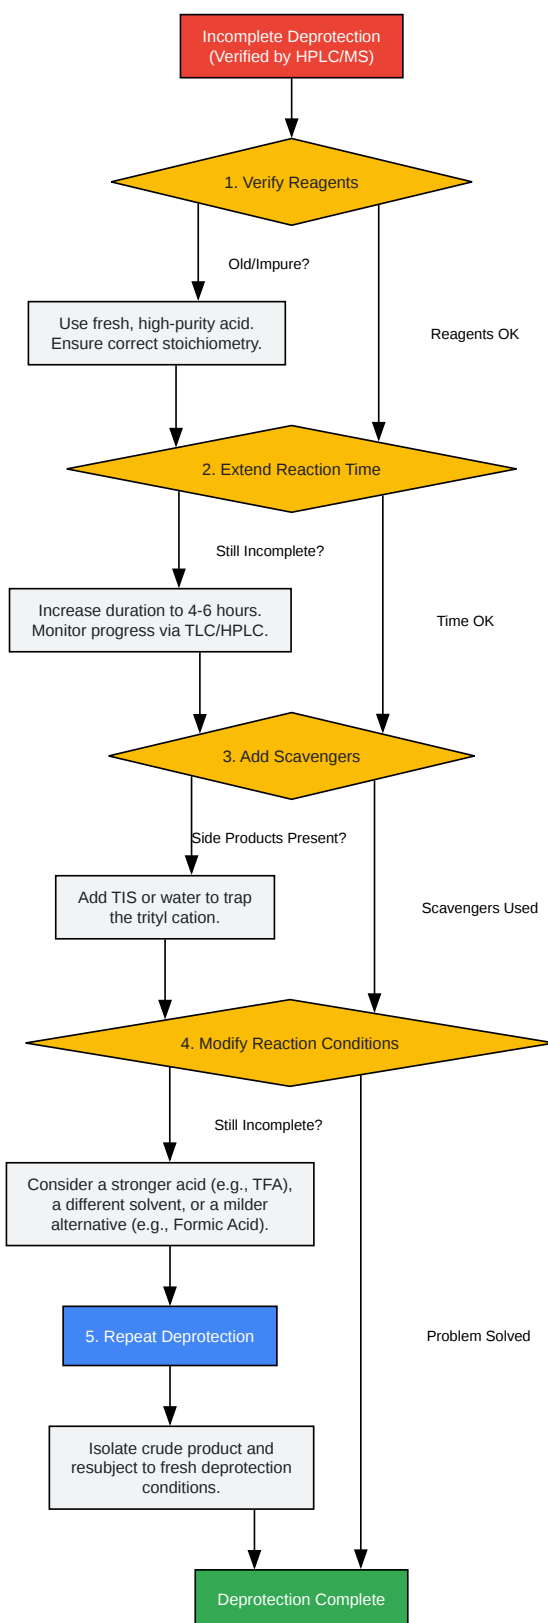 Incomplete Deprotection
(Verified by HPLC/MS)
1. Verify Reagents
Old/Impure?
Use fresh, high-purity acid.
Ensure correct stoichiometry.
Reagents OK
2. Extend Reaction Time
Still Incomplete?
Increase duration to 4-6 hours.
Monitor progress via TLC/HPLC.
Time OK
3. Add Scavengers
Side Products Present?
Add TIS or water to trap
the trityl cation.
Scavengers Used
4. Modify Reaction Conditions
Still Incomplete?
Consider a stronger acid (e.g., TFA),
a different solvent, or a milder
alternative (e.g., Formic Acid).
5. Repeat Deprotection
Problem Solved
Isolate crude product and
resubject to fresh deprotection
conditions.
Deprotection Complete